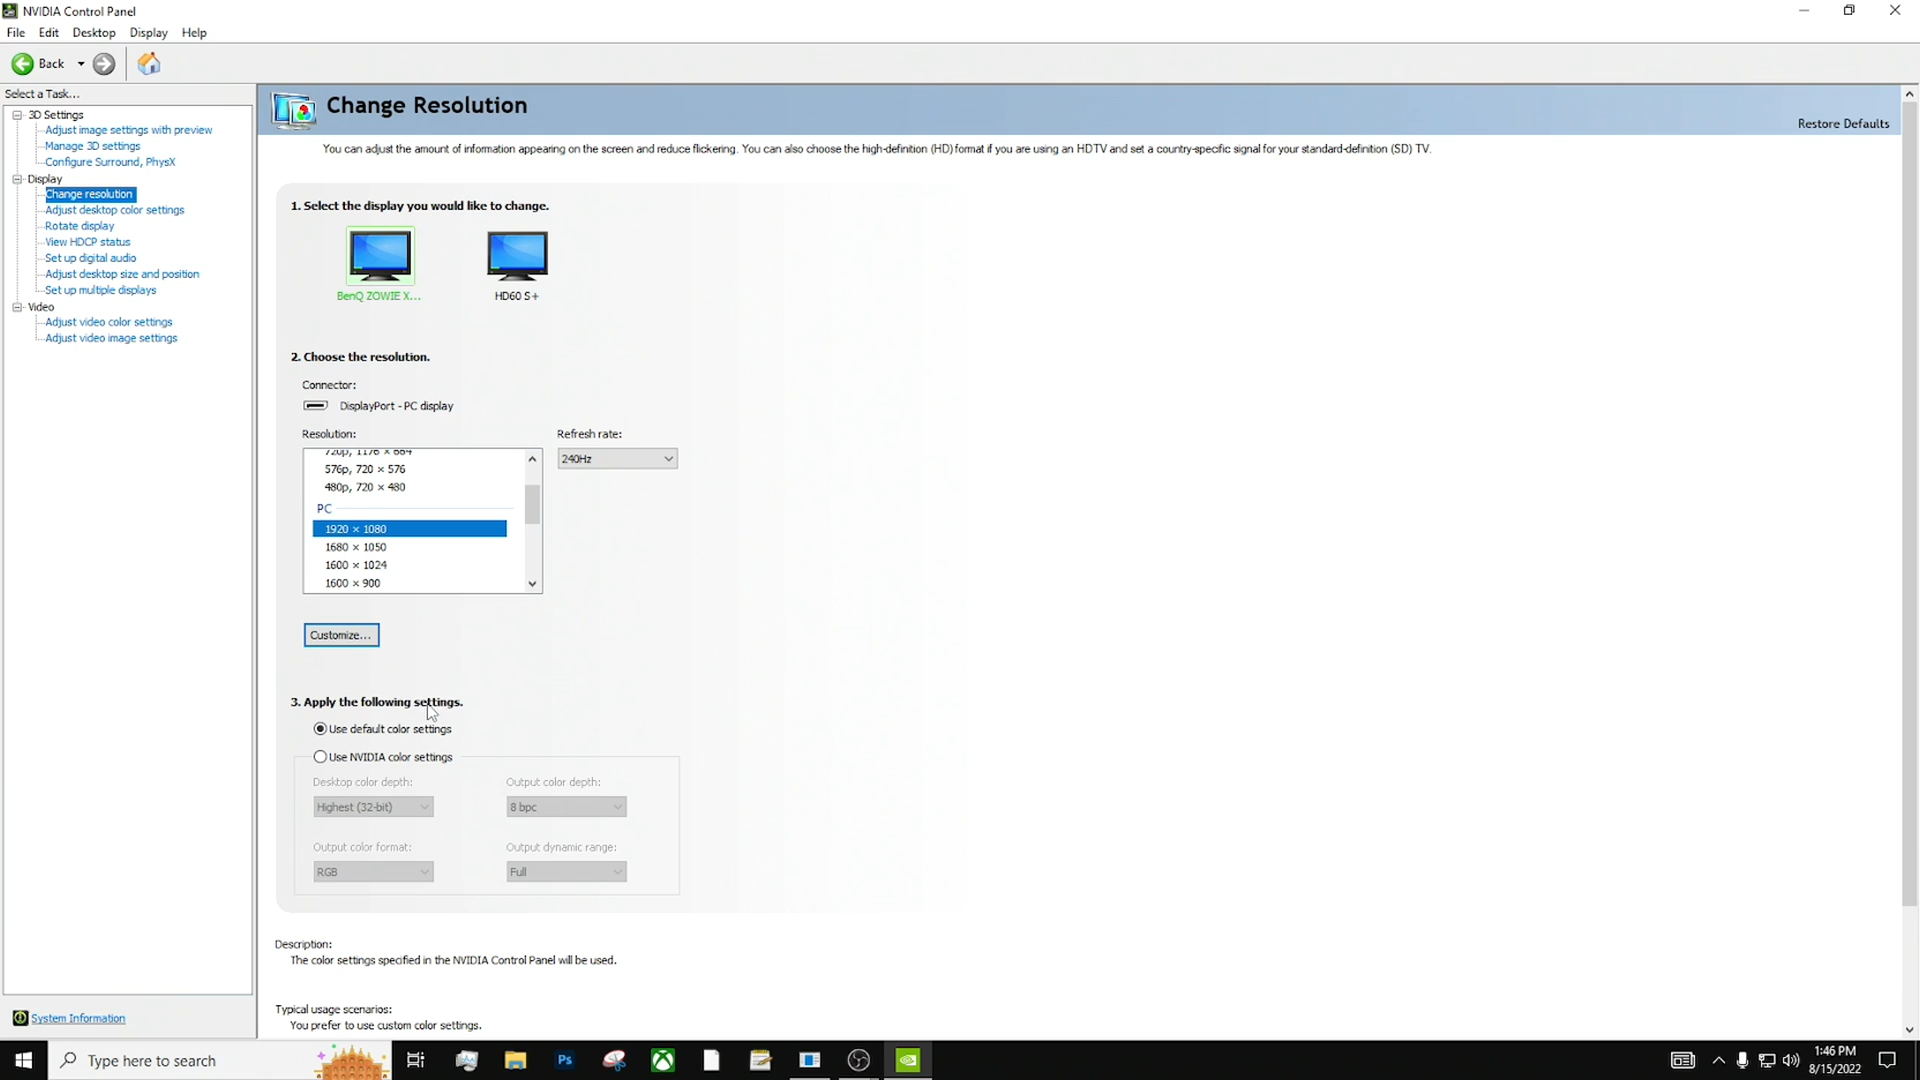 NVIDIA Control Panel
File Edit Desktop Display Help
Back
Select a Task...
3D Settings
Adjust image settings with preview
Manage 3D settings
Configure Surround, PhysX
Display
Change resolution
Adjust desktop color settings
Rotate display
View HDCP status
Set up digital audio
Adjust desktop size and position
Set up multiple displays
Video
Adjust video color settings
Adjust video image settings
System Information
Change Resolution
Restore Defaults
You can adjust the amount of information appearing on the screen and reduce flickering. You can also choose the high-definition (HD) format if you are using an HDTV and set a country-specific signal for your standard-definition (SD) TV.
1. Select the display you would like to change.
BenQ ZOWIE X... HD60 S+
2. Choose the resolution.
Connector:
DisplayPort - PC display
Resolution: Refresh rate:
720p, 1176 × 664
240Hz
576p, 720 × 576
480p, 720 × 480
PC
1920 × 1080
1680 × 1050
1600 × 1024
1600 × 900
Customize...
3. Apply the following settings.
Use default color settings
Use NVIDIA color settings
Desktop color depth: Output color depth:
Highest (32-bit) 8 bpc
Output color format: Output dynamic range:
RGB Full
Description:
The color settings specified in the NVIDIA Control Panel will be used.
Typical usage scenarios:
You prefer to use custom color settings.
Type here to search
Ps
1:46 PM
8/15/2022